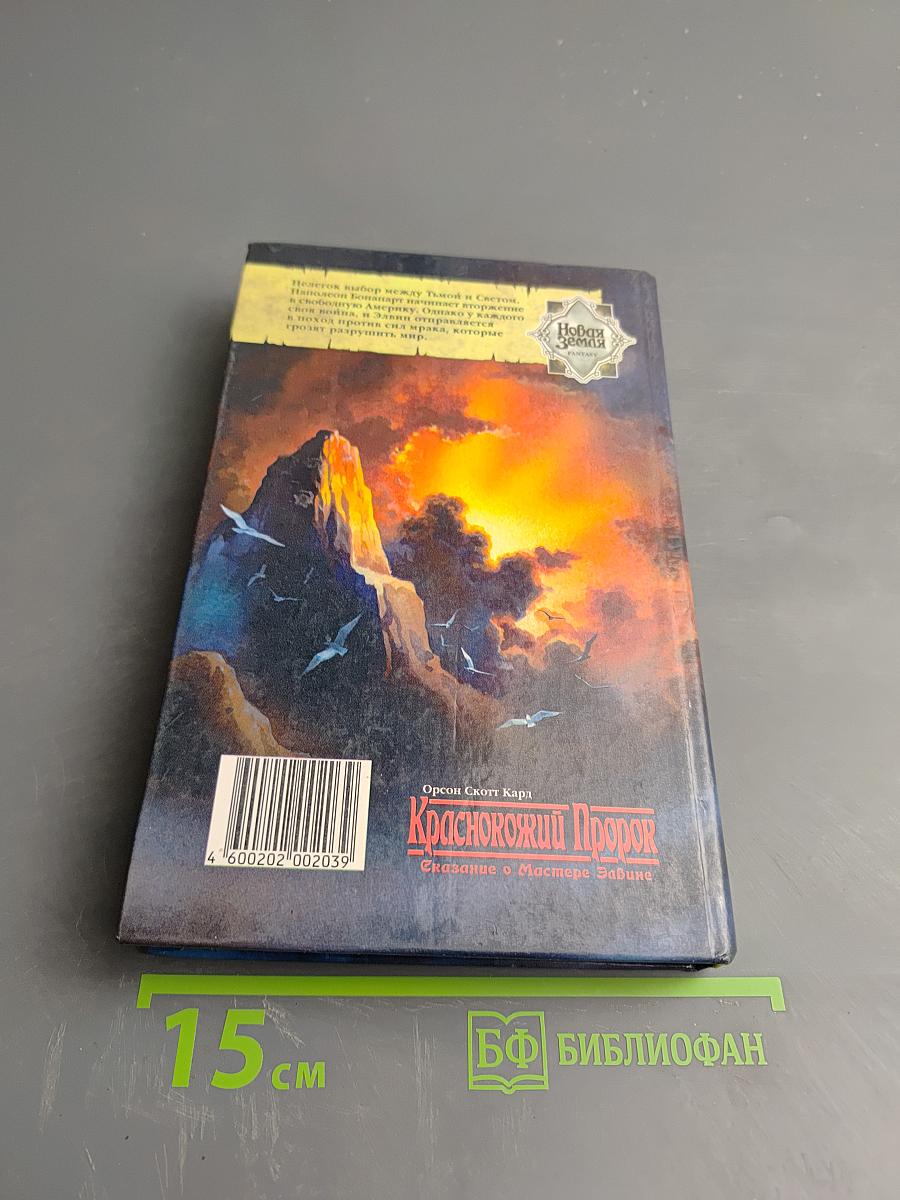 Нелегок выбор между Тьмой и Светом.
Наполеон Бонапарт начинает вторжение
в свободную Америку. Однако у каждого
своя война, и Элвин отправляется
в поход против сил мрака, которые
грозят разрушить мир.
Новая
Земля
FANTASY
Орсон Скотт Кард
Краснокожий Пророк
Сказание о Мастере Элвине
4 600202 002039
15 см
БФ БИБЛИОФАН